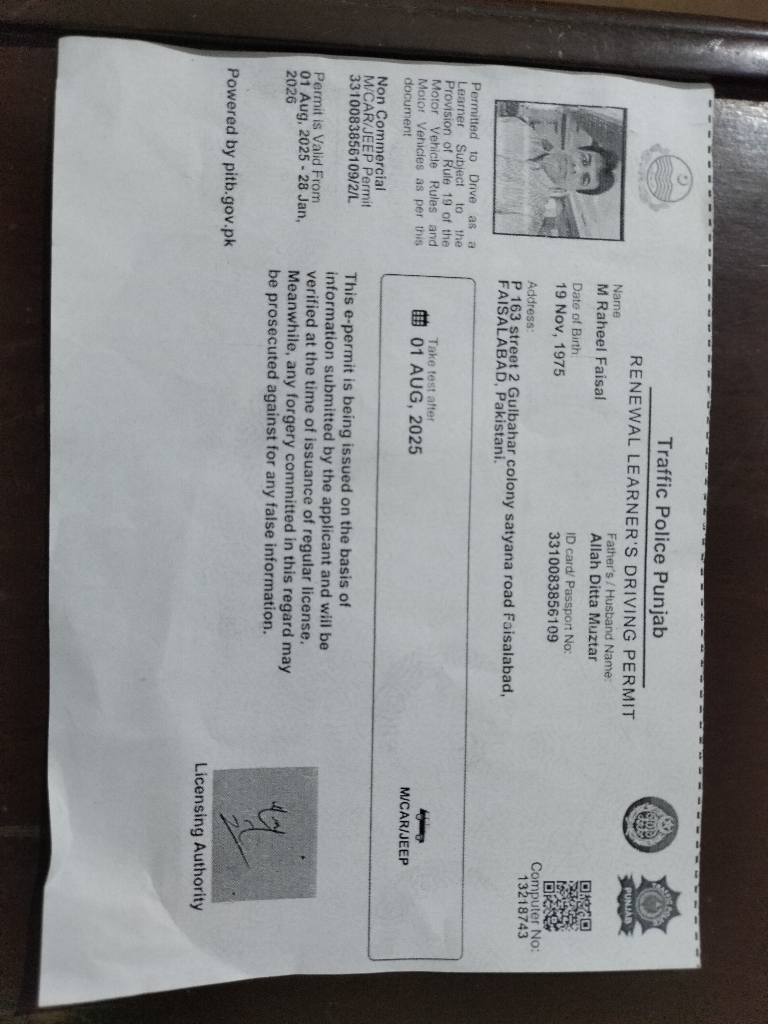 Traffic Police Punjab
RENEWAL LEARNER'S DRIVING PERMIT
Name
M Raheel Faisal
Father's / Husband Name:
Allah Ditta Muztar
Date of Birth:
19 Nov, 1975
ID card/ Passport No:
3310083856109
Address:
P 163 street 2 Gulbahar colony satyana road Faisalabad,
FAISALABAD, Pakistani.
PUNJAB
Computer No:
13218743
Permitted to Drive as a
Learner Subject to the
Provision of Rule 19 of the
Motor Vehicle Rules and
Motor Vehicles as per this
document
Non Commercial
M/CAR/JEEP Permit
3310083856109/2/L
Permit is Valid From
01 Aug, 2025 - 28 Jan,
2026
Powered by pitb.gov.pk
Take test after
01 AUG, 2025
M/CAR/JEEP
This e-permit is being issued on the basis of
information submitted by the applicant and will be
verified at the time of issuance of regular license.
Meanwhile, any forgery committed in this regard may
be prosecuted against for any false information.
Licensing Authority